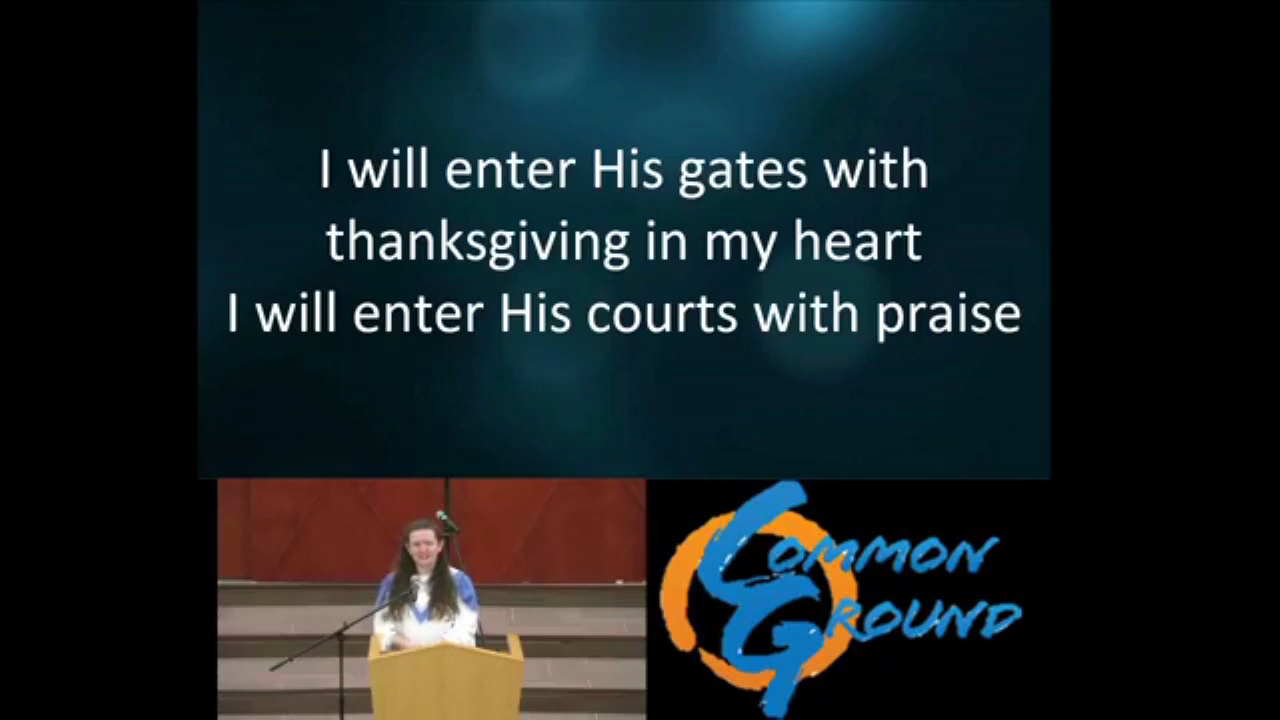 I will enter His gates with
thanksgiving in my heart
I will enter His courts with praise
Common
Ground